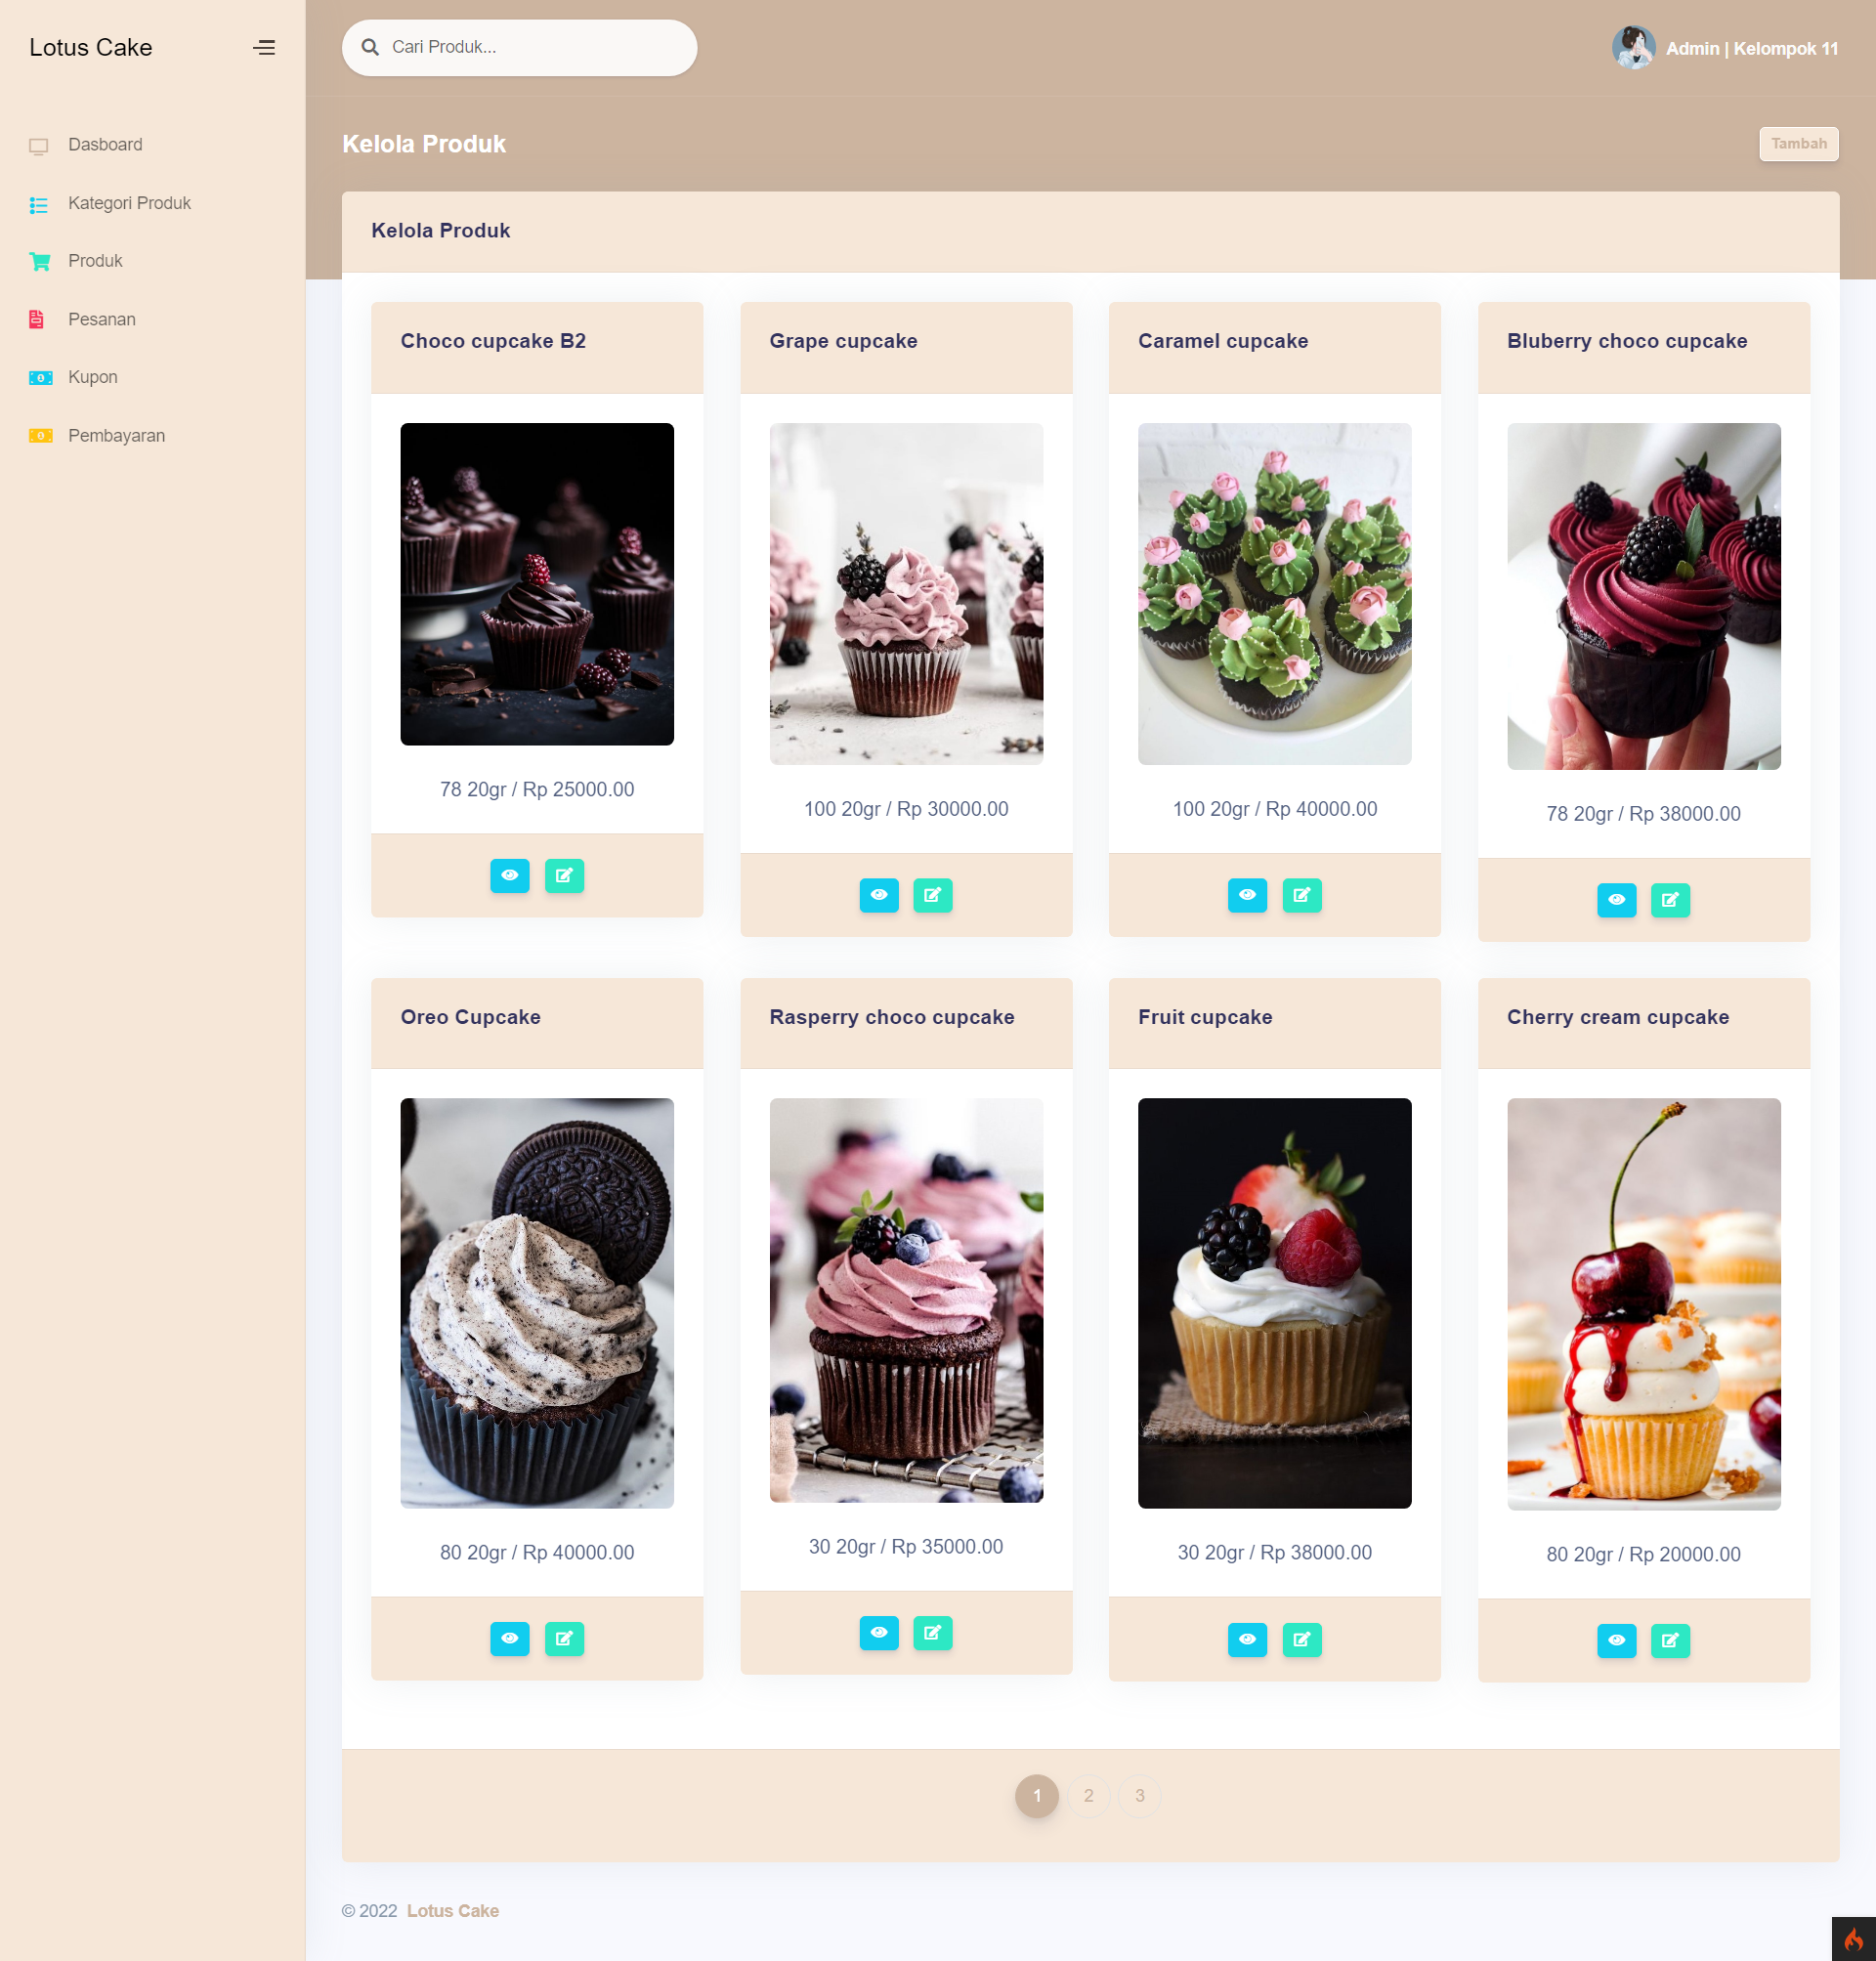 Lotus Cake
Cari Produk...
Admin | Kelompok 11
Dasboard
Kategori Produk
Produk
Pesanan
Kupon
Pembayaran
Kelola Produk
Tambah
Kelola Produk
Choco cupcake B2
78 20gr / Rp 25000.00
Grape cupcake
100 20gr / Rp 30000.00
Caramel cupcake
100 20gr / Rp 40000.00
Bluberry choco cupcake
78 20gr / Rp 38000.00
Oreo Cupcake
80 20gr / Rp 40000.00
Rasperry choco cupcake
30 20gr / Rp 35000.00
Fruit cupcake
30 20gr / Rp 38000.00
Cherry cream cupcake
80 20gr / Rp 20000.00
1 2 3
© 2022 Lotus Cake